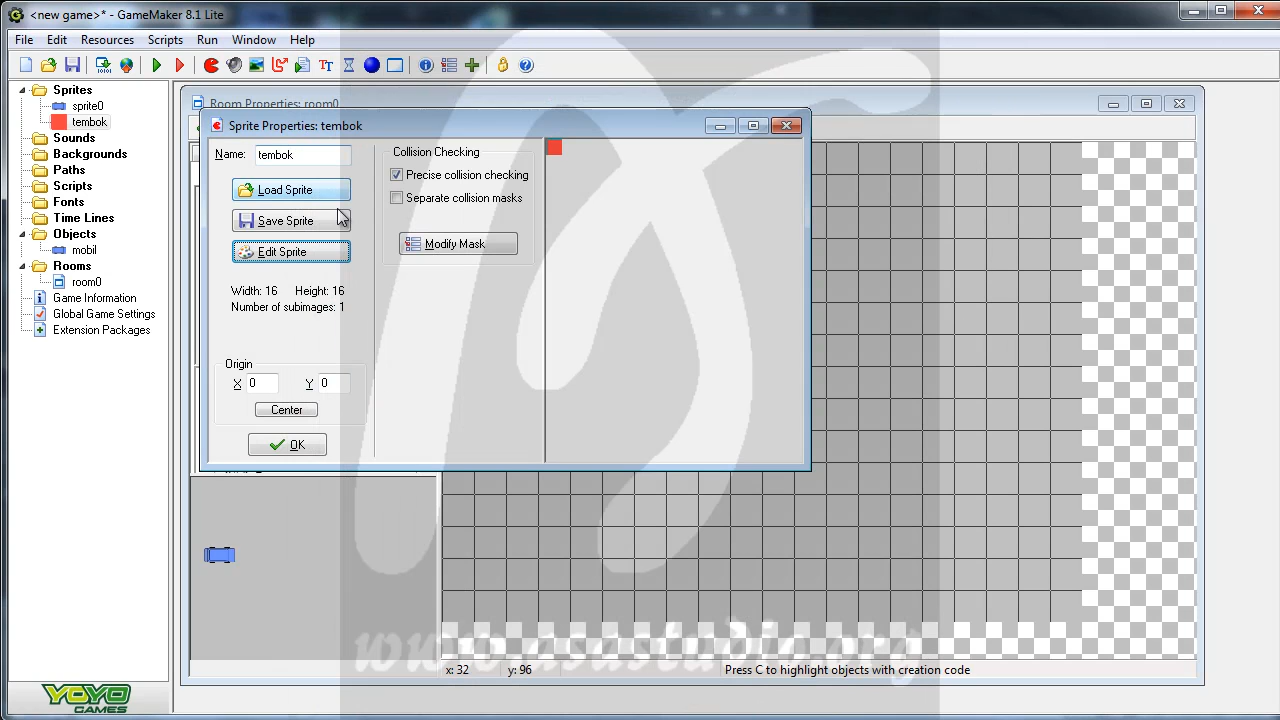 <new game>* - GameMaker 8.1 Lite
File Edit Resources Scripts Run Window Help
Sprites
sprite0
tembok
Sounds
Backgrounds
Paths
Scripts
Fonts
Time Lines
Objects
mobil
Rooms
room0
Game Information
Global Game Settings
Extension Packages
YOYO
GAMES
Room Properties: room0
Sprite Properties: tembok
Name: tembok
Load Sprite
Save Sprite
Edit Sprite
Width: 16 Height: 16
Number of subimages: 1
Origin
X 0 Y 0
Center
OK
Collision Checking
Precise collision checking
Separate collision masks
Modify Mask
www.asastudio.org
x: 32 y: 96 Press C to highlight objects with creation code